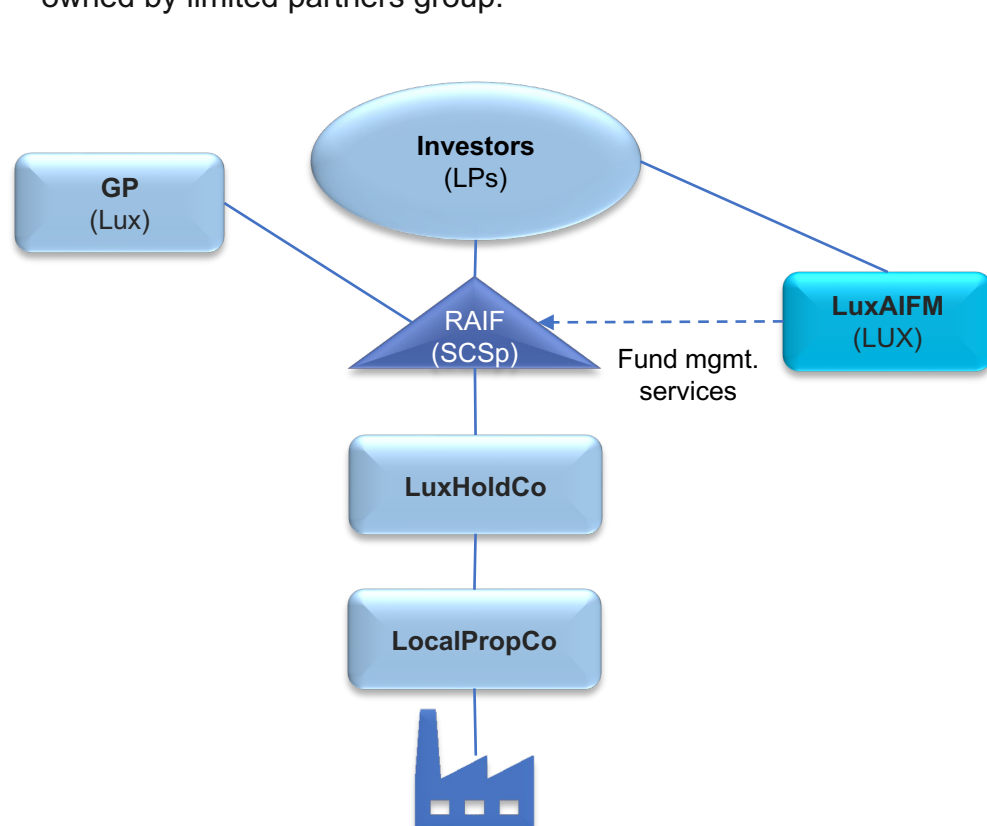 owned by limited partners group.
Investors
(LPs)
GP
(Lux)
LuxAIFM
(LUX)
RAIF
(SCSp)
Fund mgmt.
services
LuxHoldCo
LocalPropCo